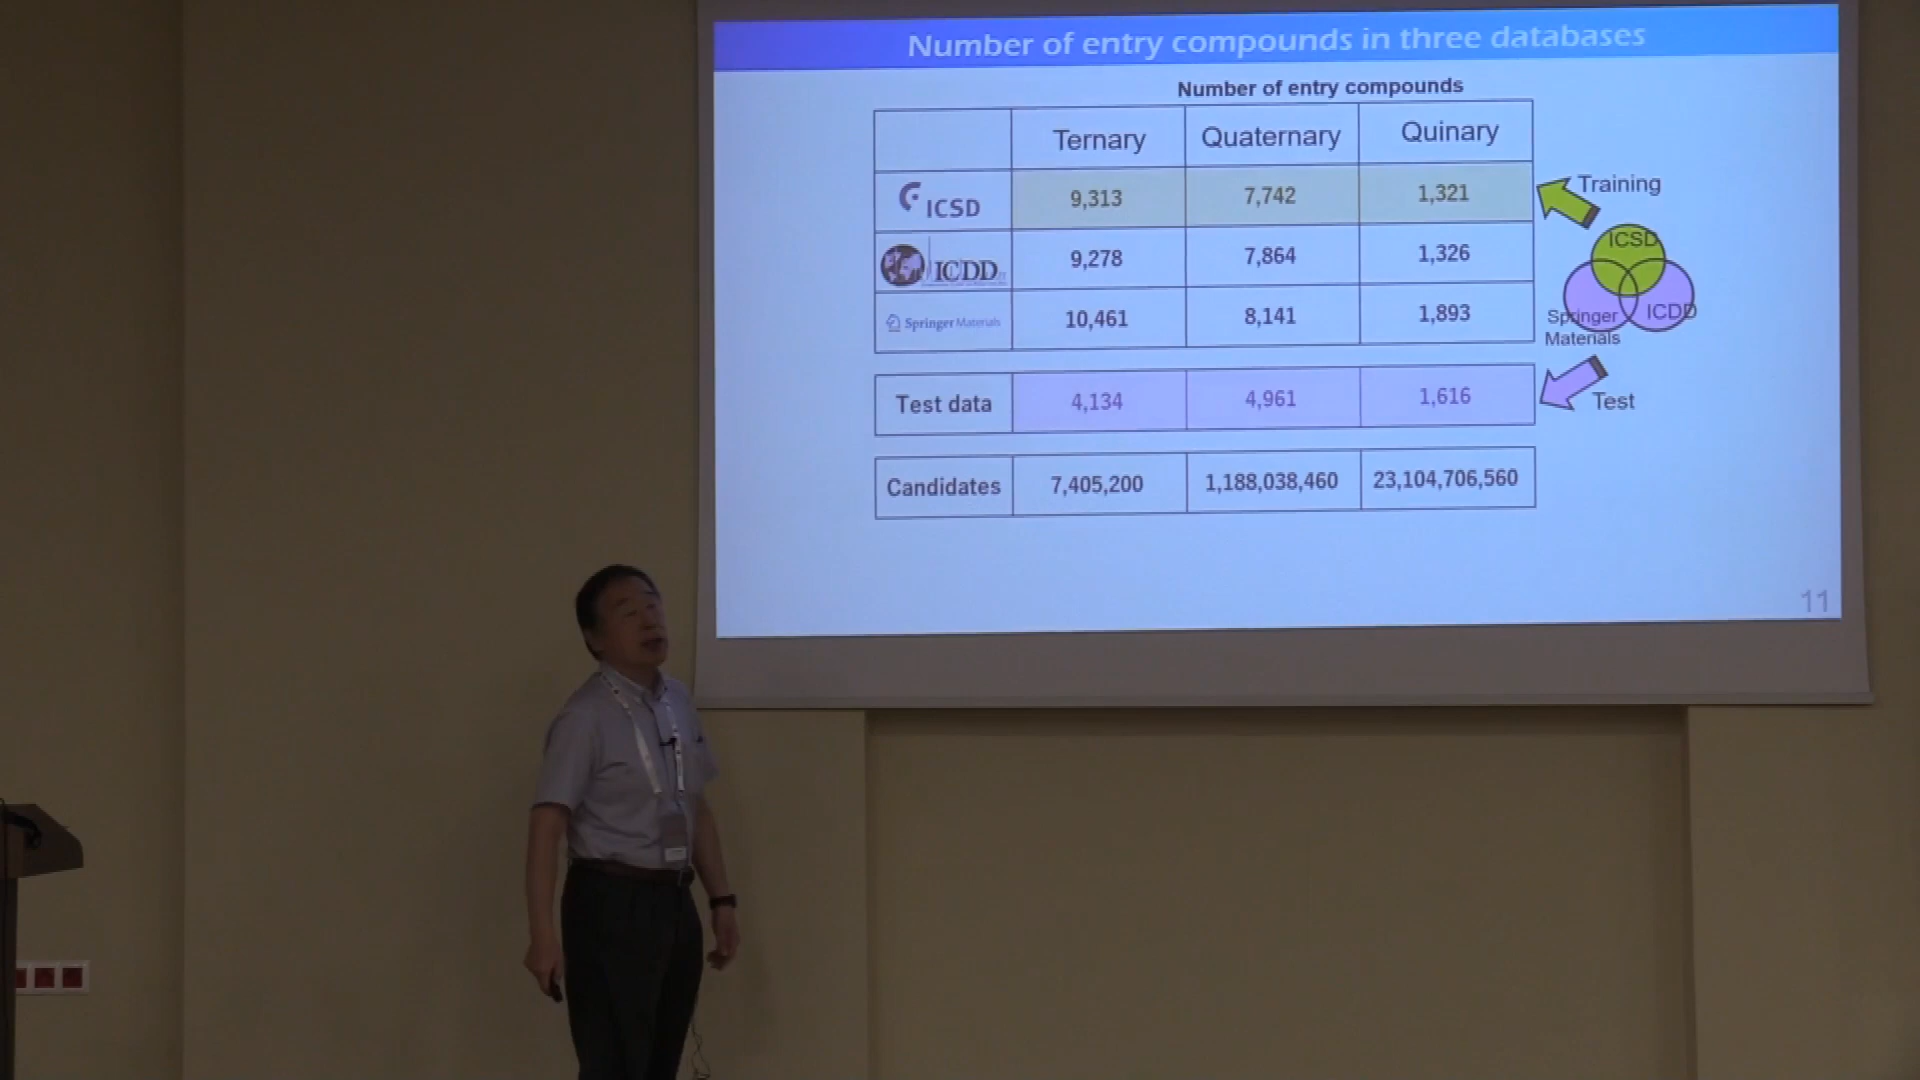 Number of entry compounds in three databases
Number of entry compounds
Ternary Quaternary Quinary
ICSD 9,313 7,742 1,321
ICDD 9,278 7,864 1,326
Springer Materials 10,461 8,141 1,893
Test data 4,134 4,961 1,616
Candidates 7,405,200 1,188,038,460 23,104,706,560
Training
ICSD
Springer
Materials
ICDD
Test
11